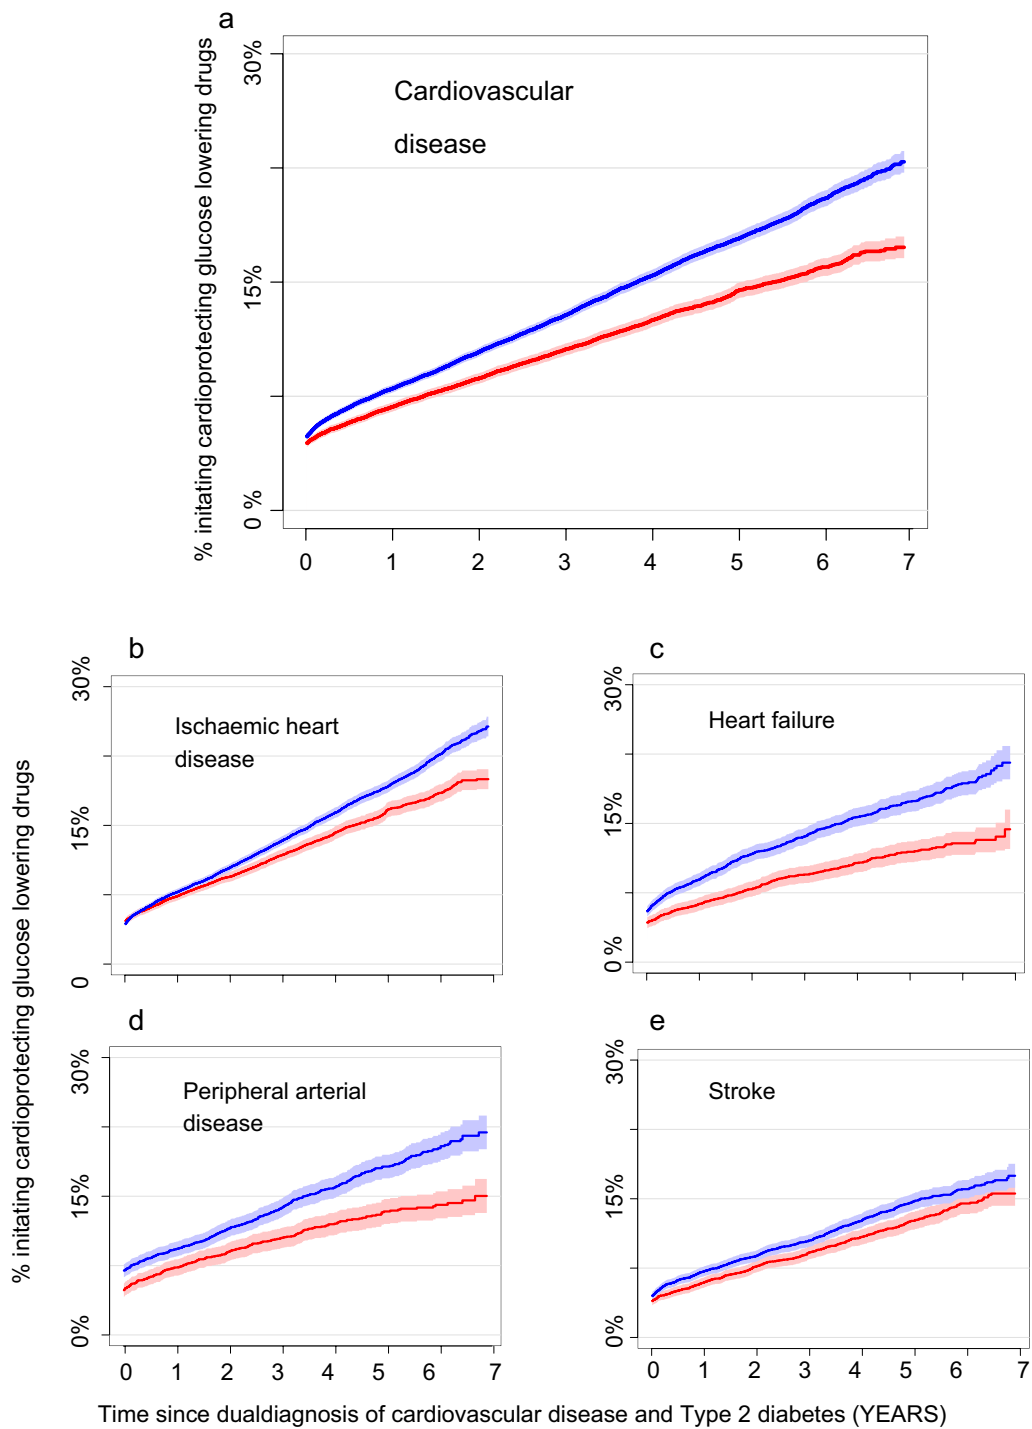 a
% initating cardioprotecting glucose lowering drugs
30%
15%
0 %
Cardiovascular
disease
0 1 2 3 4 5 6 7
% initating cardioprotecting glucose lowering drugs
b
30%
15%
0
Ischaemic heart
disease
c
30%
15%
0 %
Heart failure
d
30%
15%
0%
Peripheral arterial
disease
0 1 2 3 4 5 6 7
e
30%
15%
0%
Stroke
0 1 2 3 4 5 6 7
Time since dualdiagnosis of cardiovascular disease and Type 2 diabetes (YEARS)